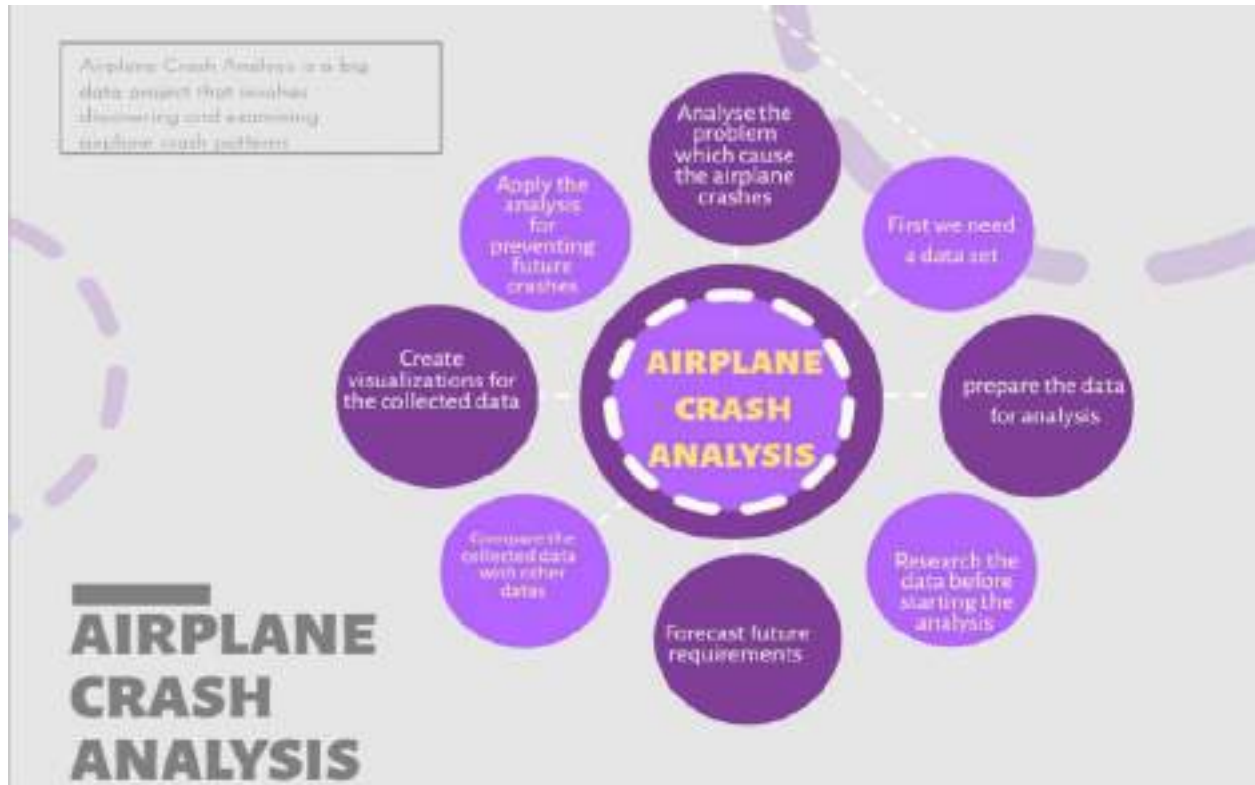 Airplane Crash Analysis is a big
data project that involves
discovering and examining
airplane crash patterns
Analyse the
problem
which cause
the airplane
crashes
First we need
a data set
prepare the data
for analysis
Research the
data before
starting the
analysis
Forecast future
requirements
Compare the
collected data
with other
datas
Create
visualizations for
the collected data
Apply the
analysis
for
preventing
future
crashes
AIRPLANE
CRASH
ANALYSIS
AIRPLANE
CRASH
ANALYSIS